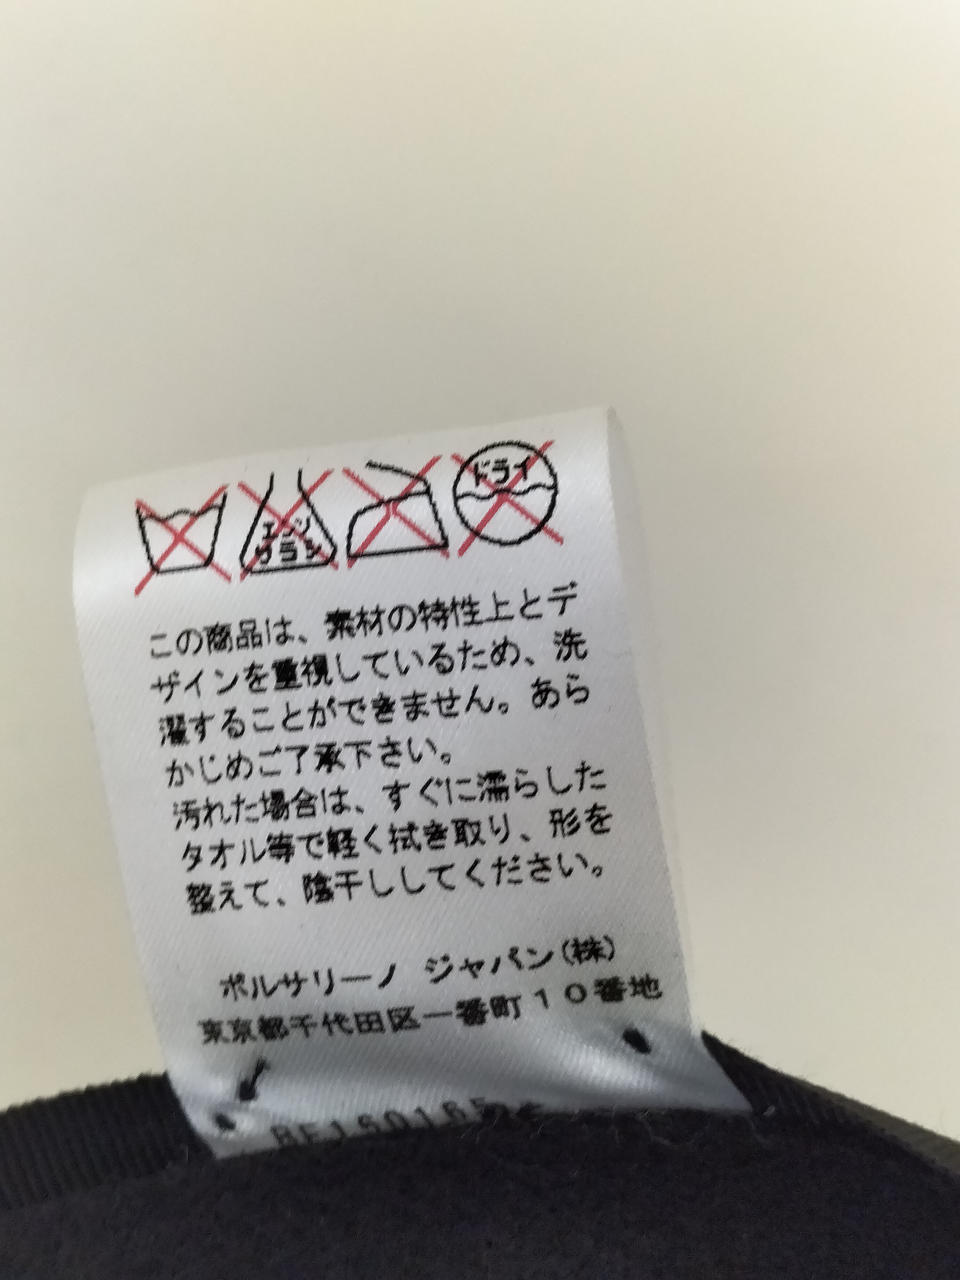 ドライ
エンソ
サラシ
この商品は、素材の特性上とデ
ザインを重視しているため、洗
濯することができません。あら
かじめご了承下さい。
汚れた場合は、すぐに濡らした
タオル等で軽く拭き取り、形を
整えて、陰干ししてください。
ボルサリーノ ジャパン(株)
東京都千代田区一番町10番地